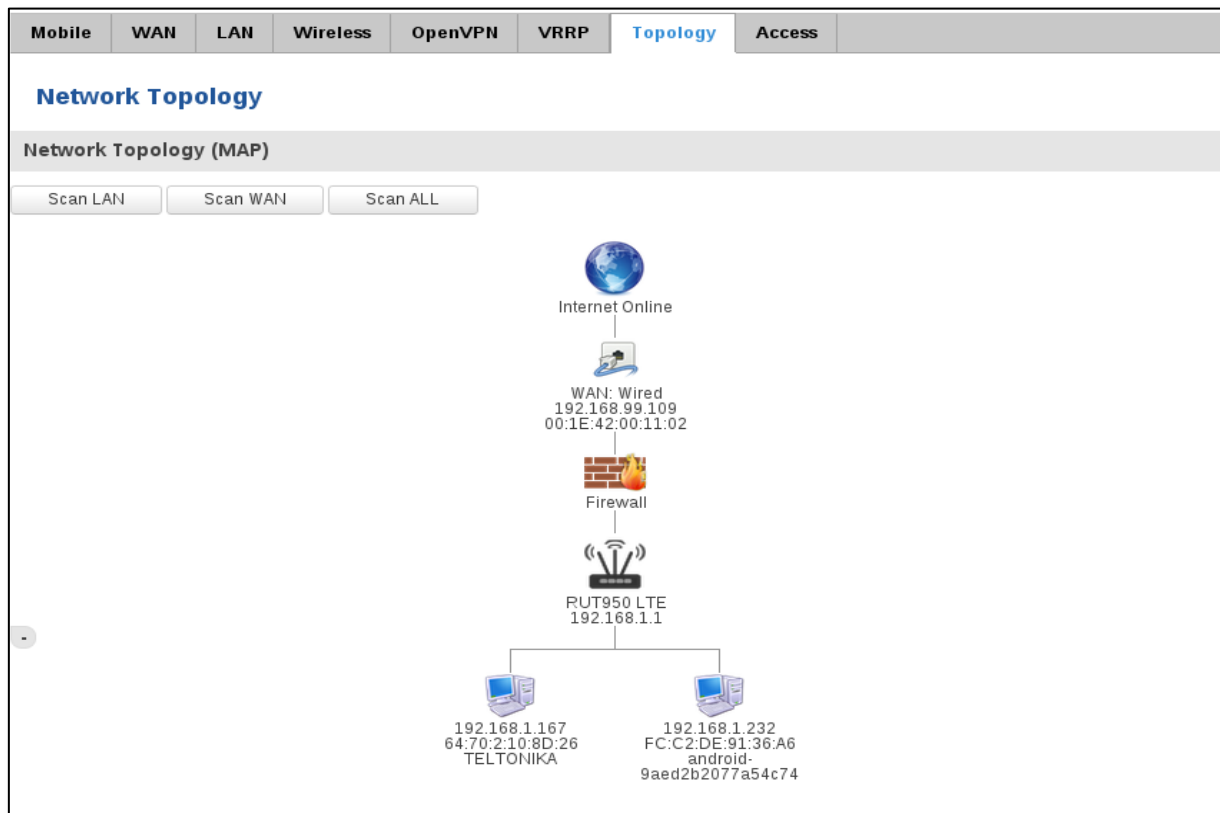 Mobile WAN LAN Wireless OpenVPN VRRP Topology Access
Network Topology
Network Topology (MAP)
Scan LAN Scan WAN Scan ALL
Internet Online
WAN: Wired
192.168.99.109
00:1E:42:00:11:02
Firewall
RUT950 LTE
192.168.1.1
-
192.168.1.167
64:70:2:10:8D:26
TELTONIKA
192.168.1.232
FC:C2:DE:91:36:A6
android-
9aed2b2077a54c74